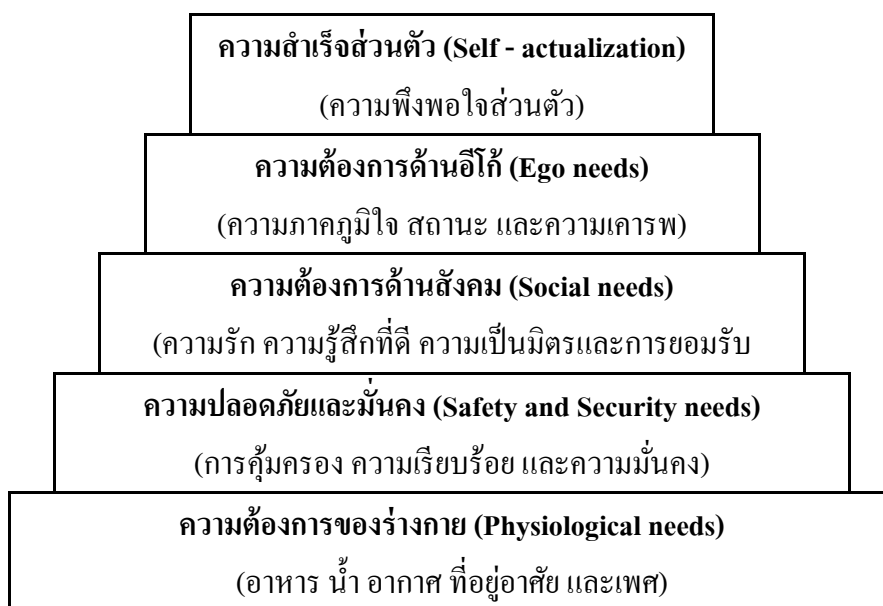 ความสำเร็จส่วนตัว (Self - actualization)
(ความพึงพอใจส่วนตัว)
ความต้องการด้านอีโก้ (Ego needs)
(ความภาคภูมิใจ สถานะ และความเคารพ)
ความต้องการด้านสังคม (Social needs)
(ความรัก ความรู้สึกที่ดี ความเป็นมิตรและการยอมรับ
ความปลอดภัยและมั่นคง (Safety and Security needs)
(การคุ้มครอง ความเรียบร้อย และความมั่นคง)
ความต้องการของร่างกาย (Physiological needs)
(อาหาร น้ำ อากาศ ที่อยู่อาศัย และเพศ)